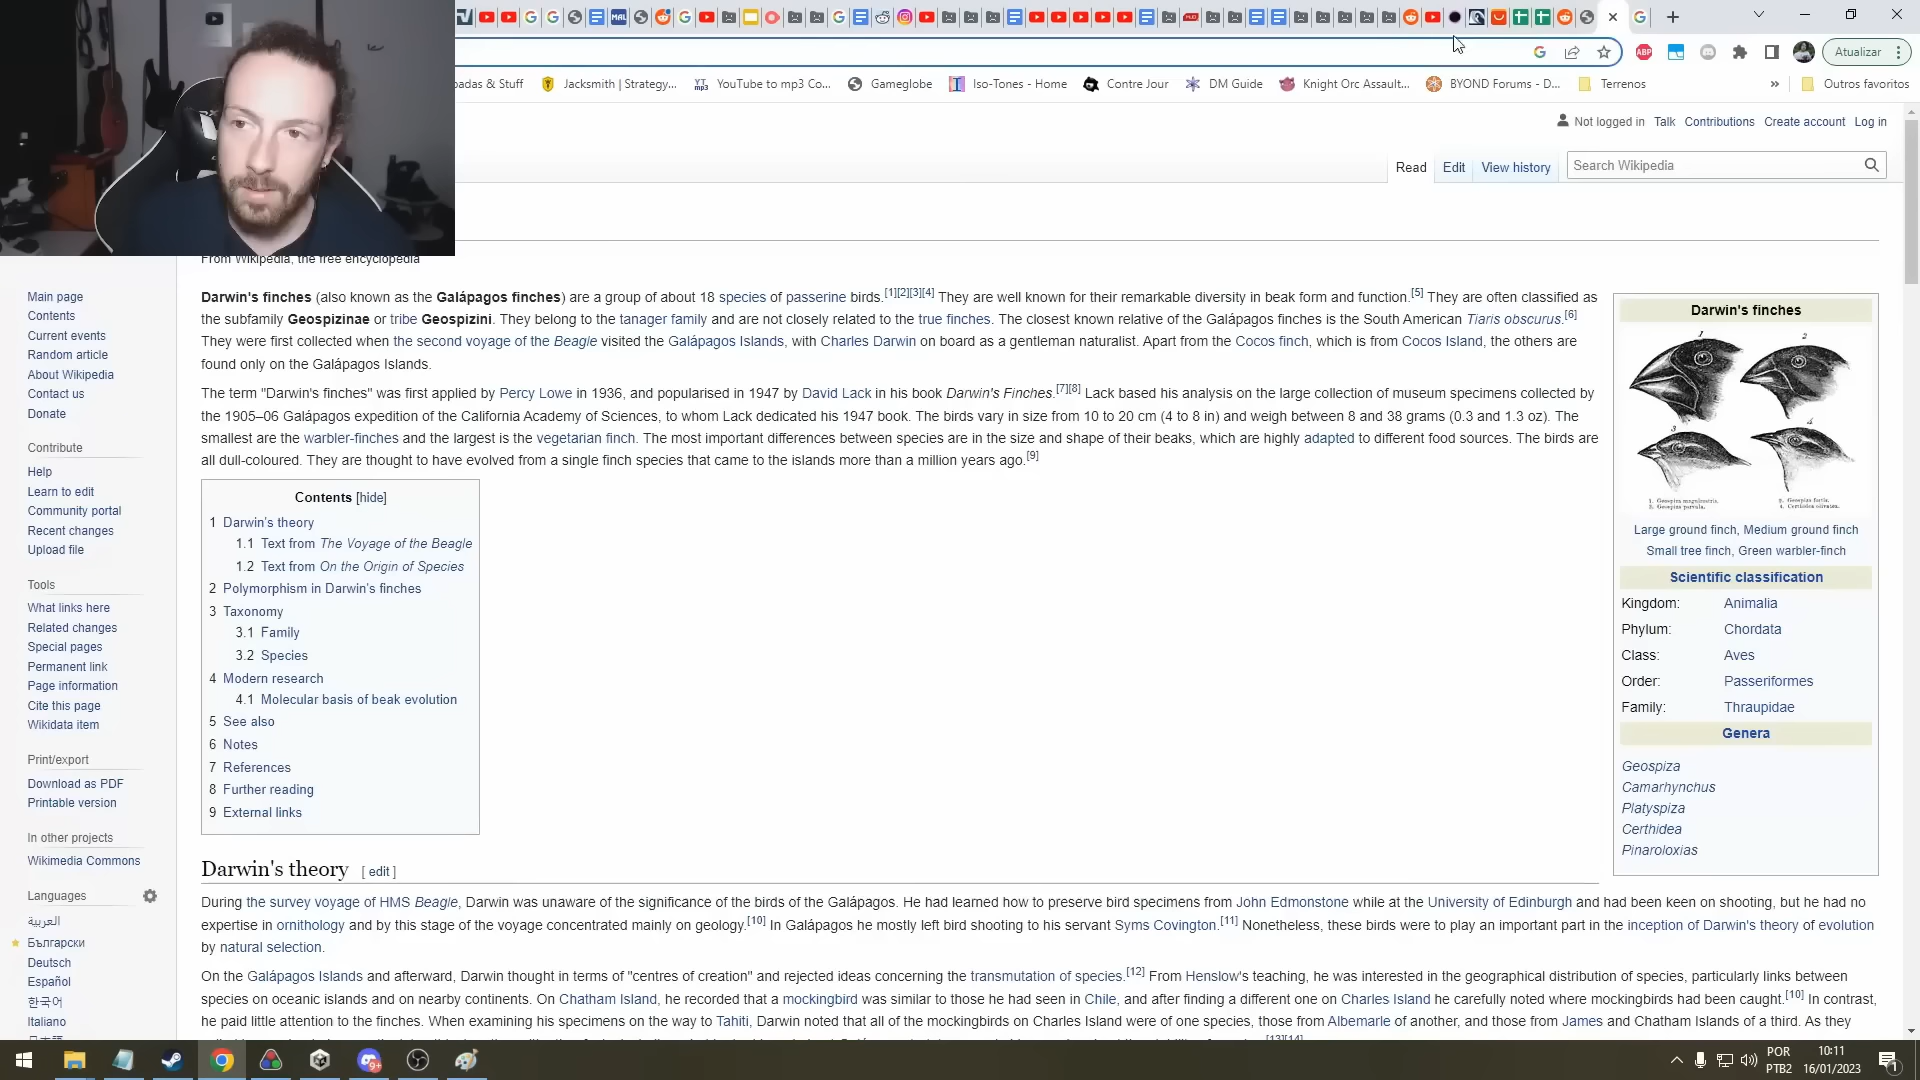 Atualizar
padas & Stuff
Jacksmith | Strategy...
YouTube to mp3 Co...
Gameglobe
Iso-Tones - Home
Contre Jour
DM Guide
Knight Orc Assault...
BYOND Forums - D...
Terrenos
»
Outros favoritos
Not logged in Talk Contributions Create account Log in
Read Edit View history Search Wikipedia
From Wikipedia, the free encyclopedia
Main page
Contents
Current events
Random article
About Wikipedia
Contact us
Donate
Contribute
Help
Learn to edit
Community portal
Recent changes
Upload file
Tools
What links here
Related changes
Special pages
Permanent link
Page information
Cite this page
Wikidata item
Print/export
Download as PDF
Printable version
In other projects
Wikimedia Commons
Languages
العربية
Български
Deutsch
Español
한국어
Italiano
Darwin's finches (also known as the Galápagos finches) are a group of about 18 species of passerine birds.[1][2][3][4] They are well known for their remarkable diversity in beak form and function.[5] They are often classified as
the subfamily Geospizinae or tribe Geospizini. They belong to the tanager family and are not closely related to the true finches. The closest known relative of the Galápagos finches is the South American Tiaris obscurus.[6]
They were first collected when the second voyage of the Beagle visited the Galápagos Islands, with Charles Darwin on board as a gentleman naturalist. Apart from the Cocos finch, which is from Cocos Island, the others are
found only on the Galápagos Islands.
The term "Darwin's finches" was first applied by Percy Lowe in 1936, and popularised in 1947 by David Lack in his book Darwin's Finches.[7][8] Lack based his analysis on the large collection of museum specimens collected by
the 1905–06 Galápagos expedition of the California Academy of Sciences, to whom Lack dedicated his 1947 book. The birds vary in size from 10 to 20 cm (4 to 8 in) and weigh between 8 and 38 grams (0.3 and 1.3 oz). The
smallest are the warbler-finches and the largest is the vegetarian finch. The most important differences between species are in the size and shape of their beaks, which are highly adapted to different food sources. The birds are
all dull-coloured. They are thought to have evolved from a single finch species that came to the islands more than a million years ago.[9]
Contents [hide]
1 Darwin's theory
1.1 Text from The Voyage of the Beagle
1.2 Text from On the Origin of Species
2 Polymorphism in Darwin's finches
3 Taxonomy
3.1 Family
3.2 Species
4 Modern research
4.1 Molecular basis of beak evolution
5 See also
6 Notes
7 References
8 Further reading
9 External links
Darwin's finches
1
2
3
4
Large ground finch, Medium ground finch
Small tree finch, Green warbler-finch
Scientific classification
Kingdom: Animalia
Phylum: Chordata
Class: Aves
Order: Passeriformes
Family: Thraupidae
Genera
Geospiza
Camarhynchus
Platyspiza
Certhidea
Pinaroloxias
Darwin's theory [ edit ]
During the survey voyage of HMS Beagle, Darwin was unaware of the significance of the birds of the Galápagos. He had learned how to preserve bird specimens from John Edmonstone while at the University of Edinburgh and had been keen on shooting, but he had no
expertise in ornithology and by this stage of the voyage concentrated mainly on geology.[10] In Galápagos he mostly left bird shooting to his servant Syms Covington.[11] Nonetheless, these birds were to play an important part in the inception of Darwin's theory of evolution
by natural selection.
On the Galápagos Islands and afterward, Darwin thought in terms of "centres of creation" and rejected ideas concerning the transmutation of species.[12] From Henslow's teaching, he was interested in the geographical distribution of species, particularly links between
species on oceanic islands and on nearby continents. On Chatham Island, he recorded that a mockingbird was similar to those he had seen in Chile, and after finding a different one on Charles Island he carefully noted where mockingbirds had been caught.[10] In contrast,
he paid little attention to the finches. When examining his specimens on the way to Tahiti, Darwin noted that all of the mockingbirds on Charles Island were of one species, those from Albemarle of another, and those from James and Chatham Islands of a third. As they
[13][14]
POR
PTB2
10:11
16/01/2023